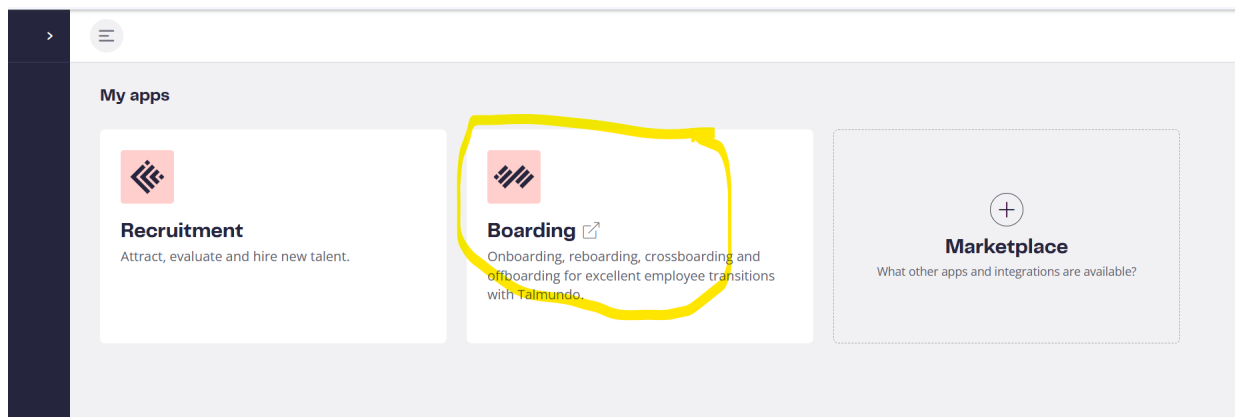 My apps
Recruitment
Attract, evaluate and hire new talent.
Boarding
Onboarding, reboarding, crossboarding and
offboarding for excellent employee transitions
with Talmundo.
Marketplace
What other apps and integrations are available?